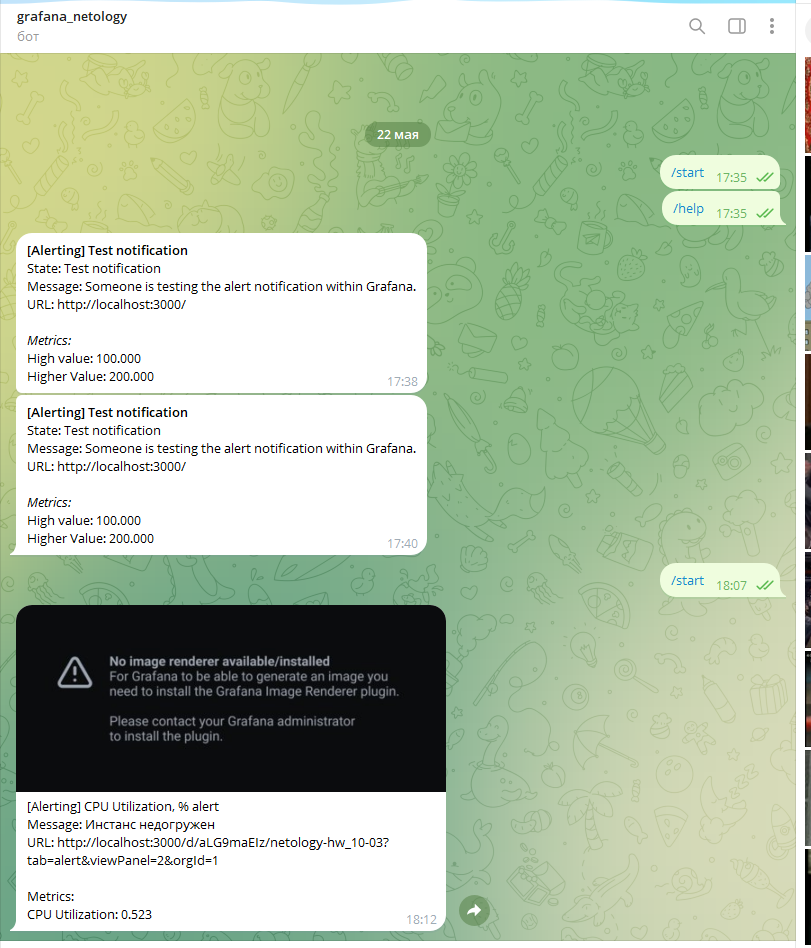 grafana_netology
бот
22 мая
/start 17:35
/help 17:35
[Alerting] Test notification
State: Test notification
Message: Someone is testing the alert notification within Grafana.
URL: http://localhost:3000/
Metrics:
High value: 100.000
Higher Value: 200.000
17:38
[Alerting] Test notification
State: Test notification
Message: Someone is testing the alert notification within Grafana.
URL: http://localhost:3000/
Metrics:
High value: 100.000
Higher Value: 200.000
17:40
/start 18:07
No image renderer available/installed
For Grafana to be able to generate an image you
need to install the Grafana Image Renderer plugin.
Please contact your Grafana administrator
to install the plugin.
[Alerting] CPU Utilization, % alert
Message: Инстанс недогружен
URL: http://localhost:3000/d/aLG9maEIz/netology-hw_10-03?
tab=alert&viewPanel=2&orgId=1
Metrics:
CPU Utilization: 0.523
18:12